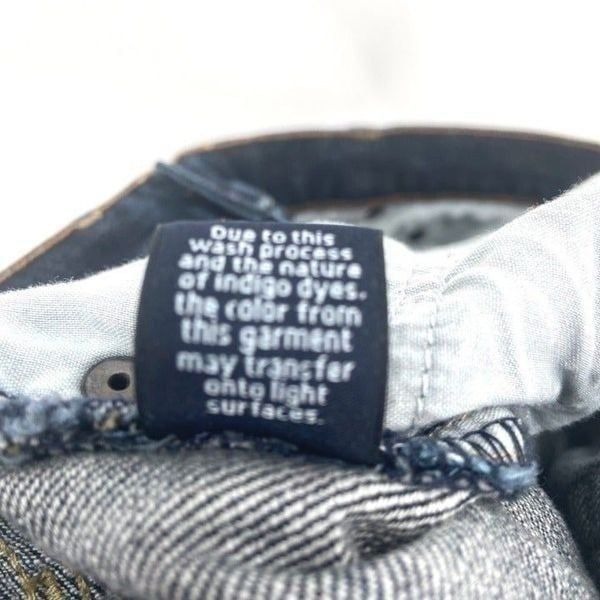 Due to this
wash process
and the nature
of indigo dyes,
the color from
this garment
may transfer
onto light
surfaces.